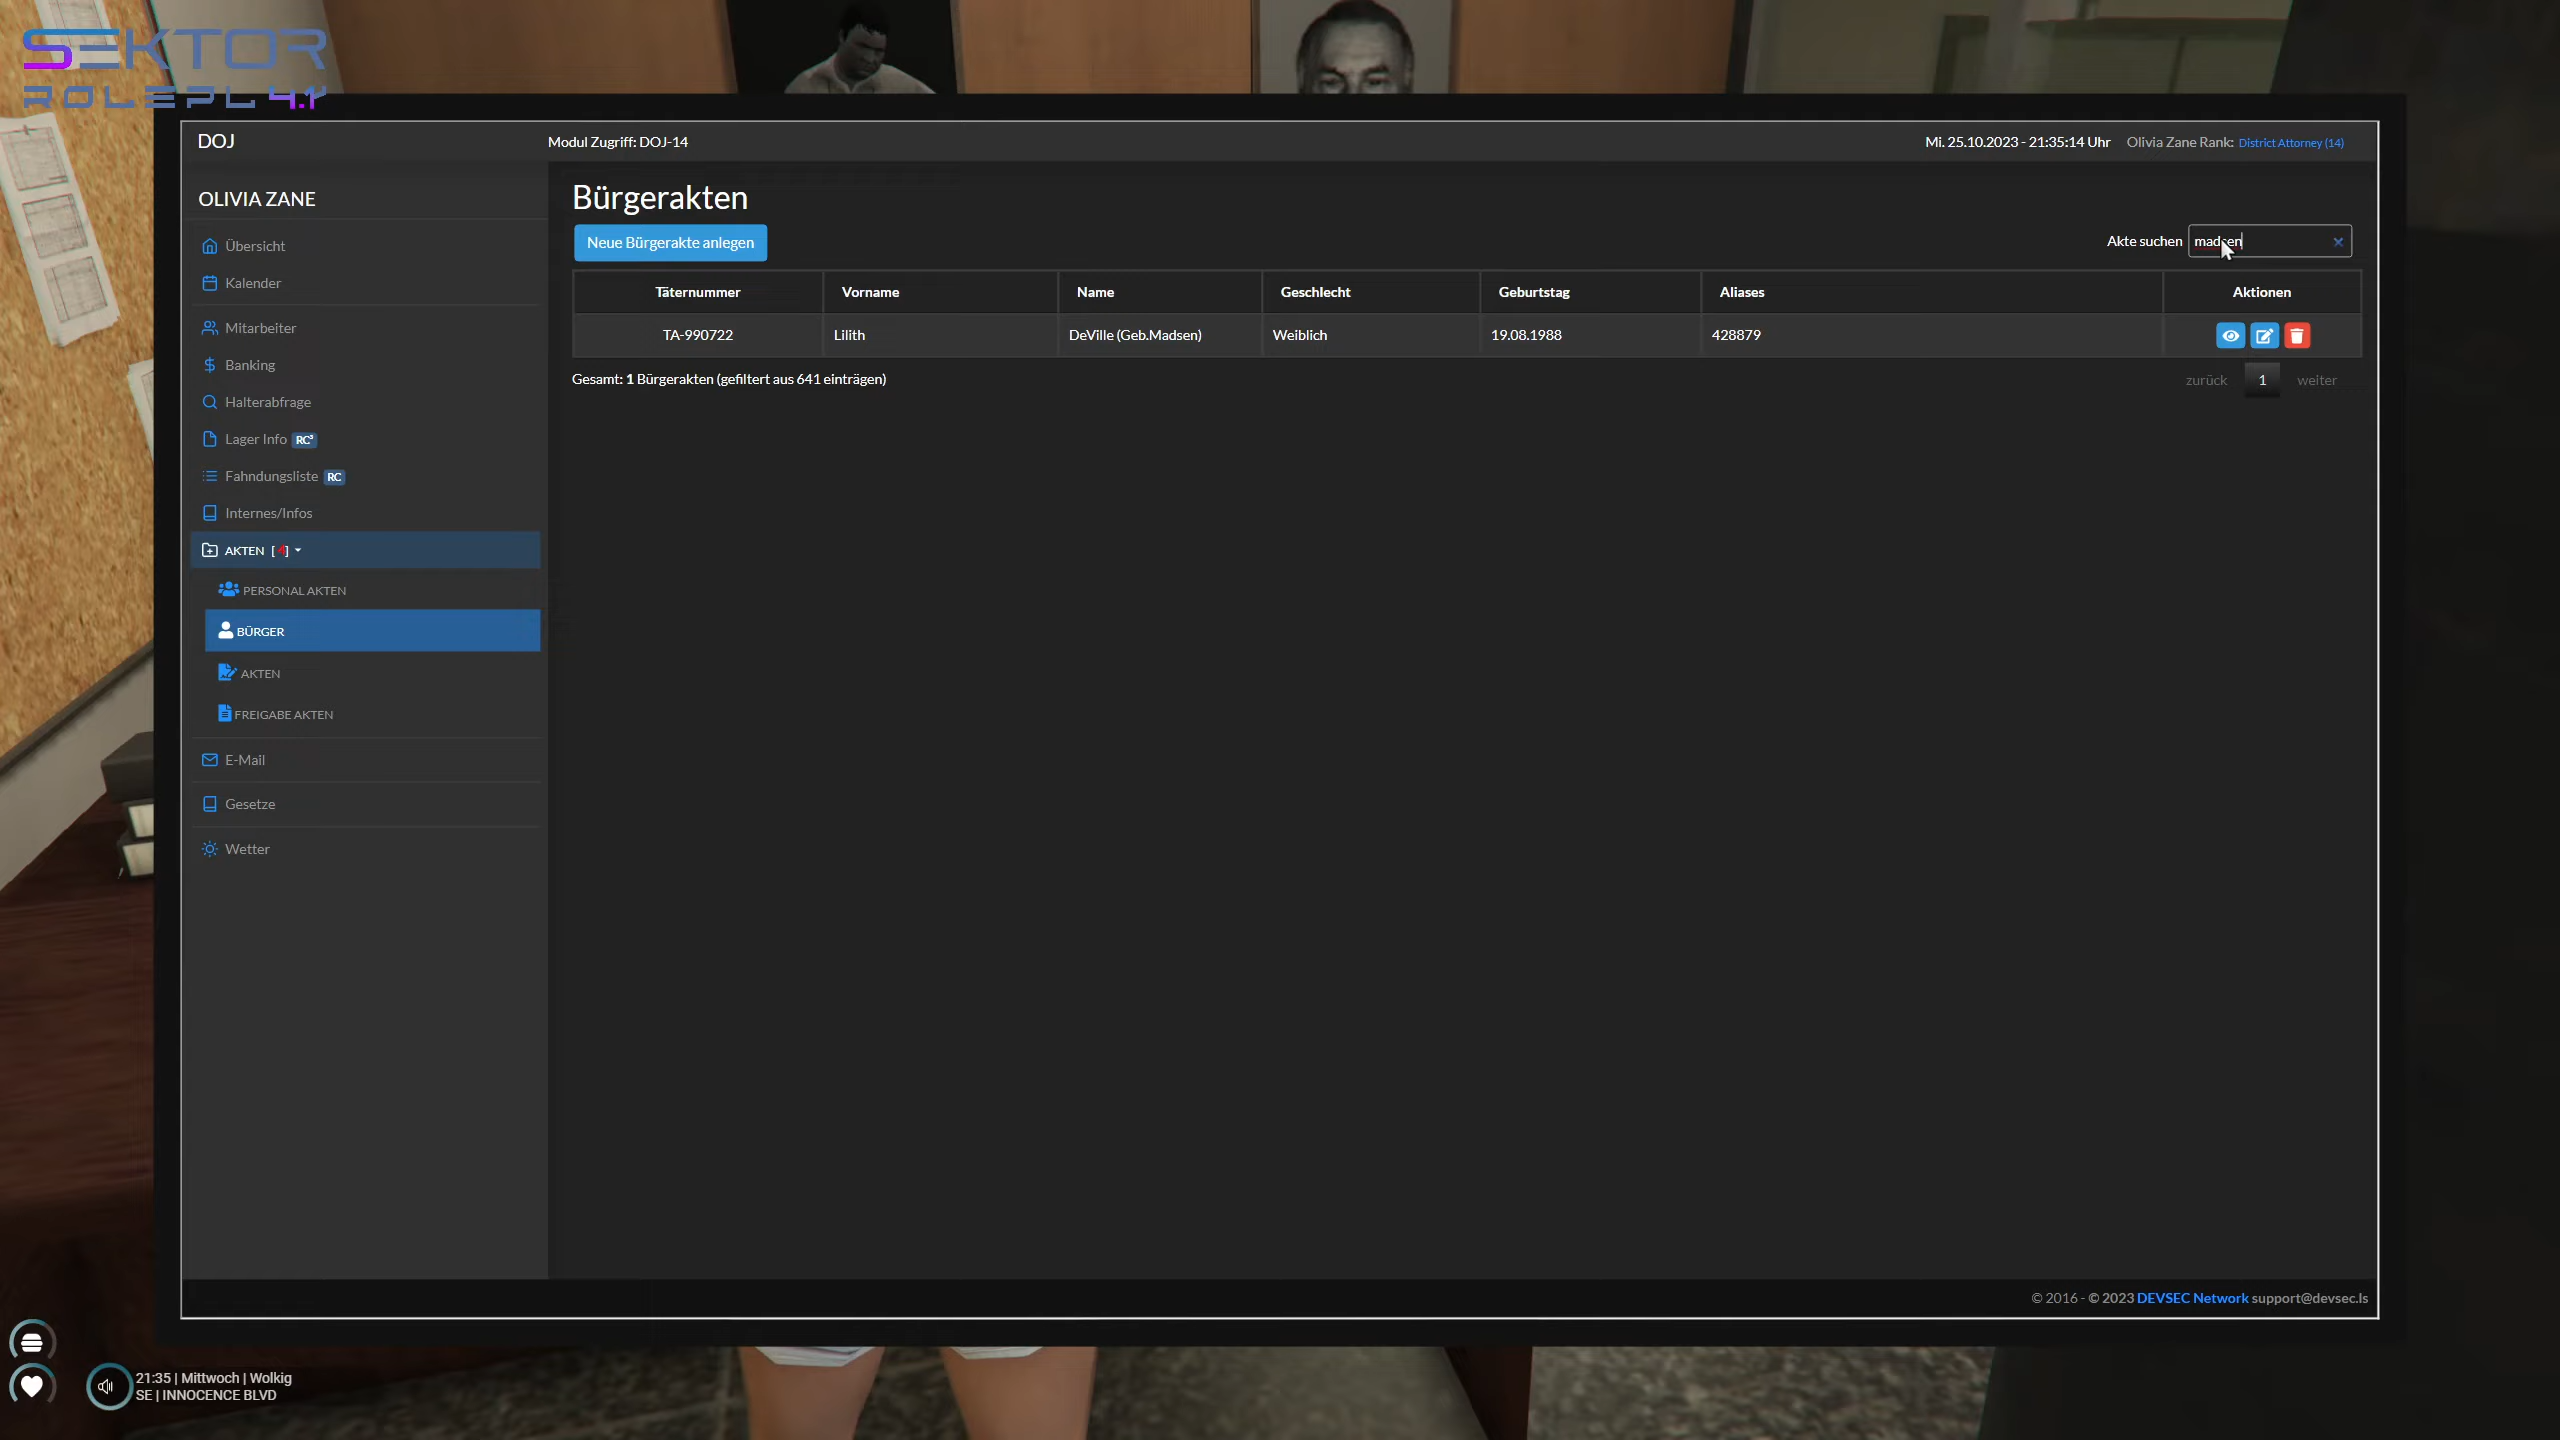 SEKTOR
ROLEPL4.Y
DOJ
Modul Zugriff: DOJ-14
Mi. 25.10.2023 - 21:35:14 Uhr Olivia Zane Rank: District Attorney (14)
OLIVIA ZANE
Übersicht
Kalender
Mitarbeiter
Banking
Halterabfrage
Lager Info RC³
Fahndungsliste RC
Internes/Infos
AKTEN [4]
PERSONAL AKTEN
BÜRGER
AKTEN
FREIGABE AKTEN
E-Mail
Gesetze
Wetter
Bürgerakten
Neue Bürgerakte anlegen
Akte suchen madsen
Täternummer Vorname Name Geschlecht Geburtstag Aliases Aktionen
TA-990722 Lilith DeVille (Geb.Madsen) Weiblich 19.08.1988 428879
Gesamt: 1 Bürgerakten (gefiltert aus 641 einträgen)
zurück 1 weiter
© 2016 - © 2023 DEVSEC Network support@devsec.ls
21:35 | Mittwoch | Wolkig
SE | INNOCENCE BLVD